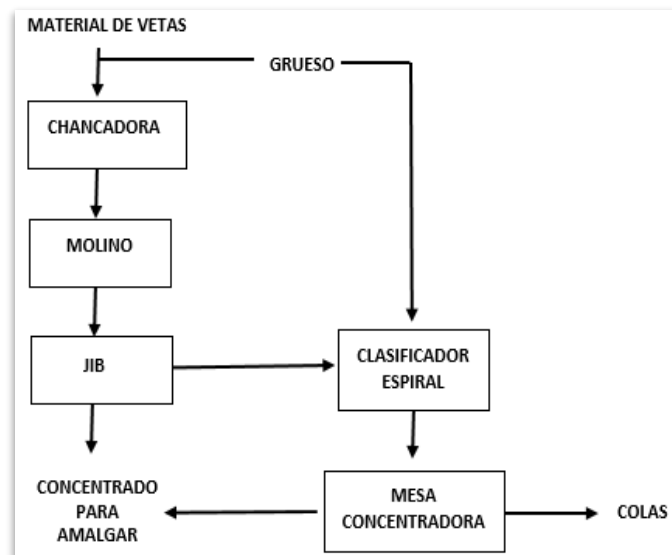 MATERIAL DE VETAS
GRUESO
CHANCADORA
MOLINO
JIB
CLASIFICADOR
ESPIRAL
CONCENTRADO
PARA
AMALGAR
MESA
CONCENTRADORA
COLAS